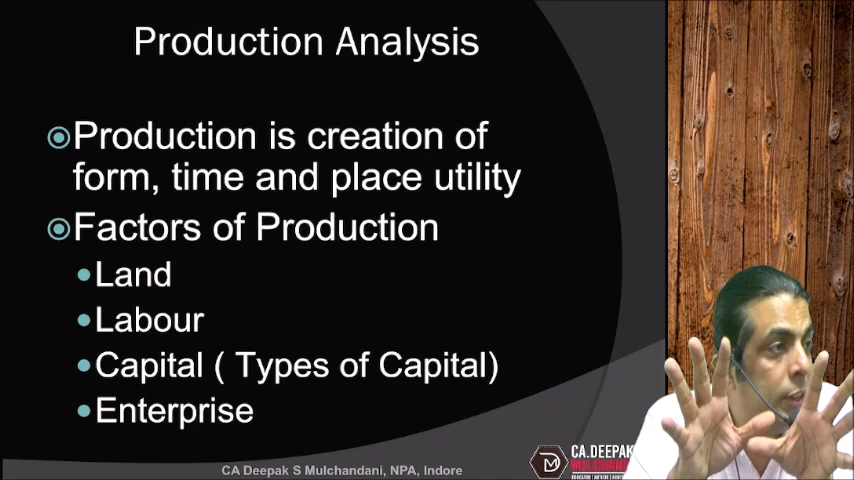 Production Analysis
Production is creation of
form, time and place utility
Factors of Production
Land
Labour
Capital ( Types of Capital)
Enterprise
CA Deepak S Mulchandani, NPA, Indore
CA.DEEPAK
DM